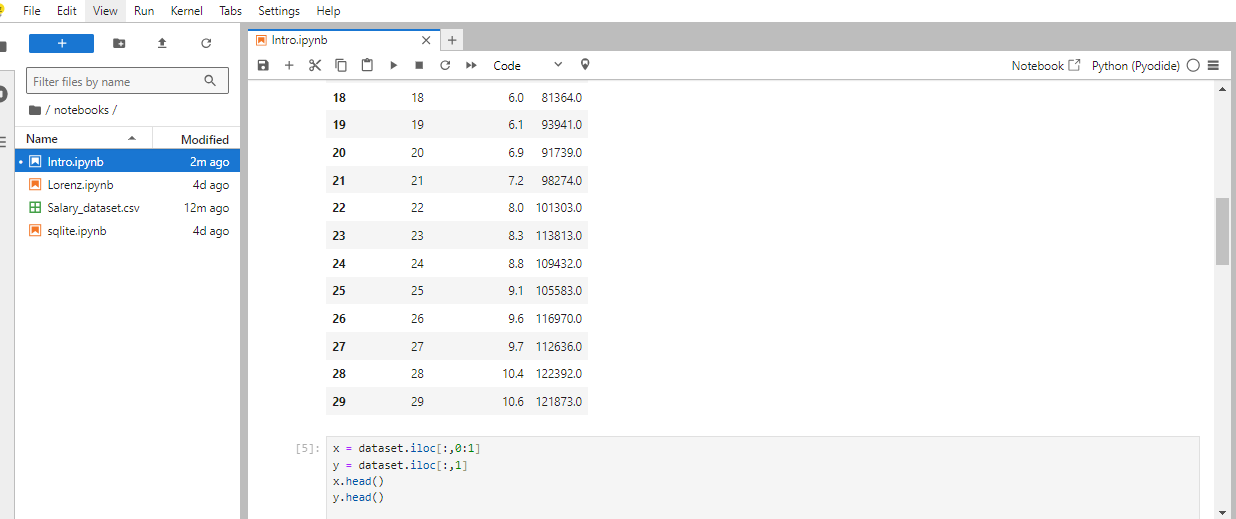 File Edit View Run Kernel Tabs Settings Help
+
Intro.ipynb
Filter files by name
Code
Notebook
Python (Pyodide)
/ notebooks /
Name Modified
Intro.ipynb 2m ago
Lorenz.ipynb 4d ago
Salary_dataset.csv 12m ago
sqlite.ipynb 4d ago
18 18 6.0 81364.0
19 19 6.1 93941.0
20 20 6.9 91739.0
21 21 7.2 98274.0
22 22 8.0 101303.0
23 23 8.3 113813.0
24 24 8.8 109432.0
25 25 9.1 105583.0
26 26 9.6 116970.0
27 27 9.7 112636.0
28 28 10.4 122392.0
29 29 10.6 121873.0
[5]: x = dataset.iloc[:,0:1]
y = dataset.iloc[:,1]
x.head()
y.head()